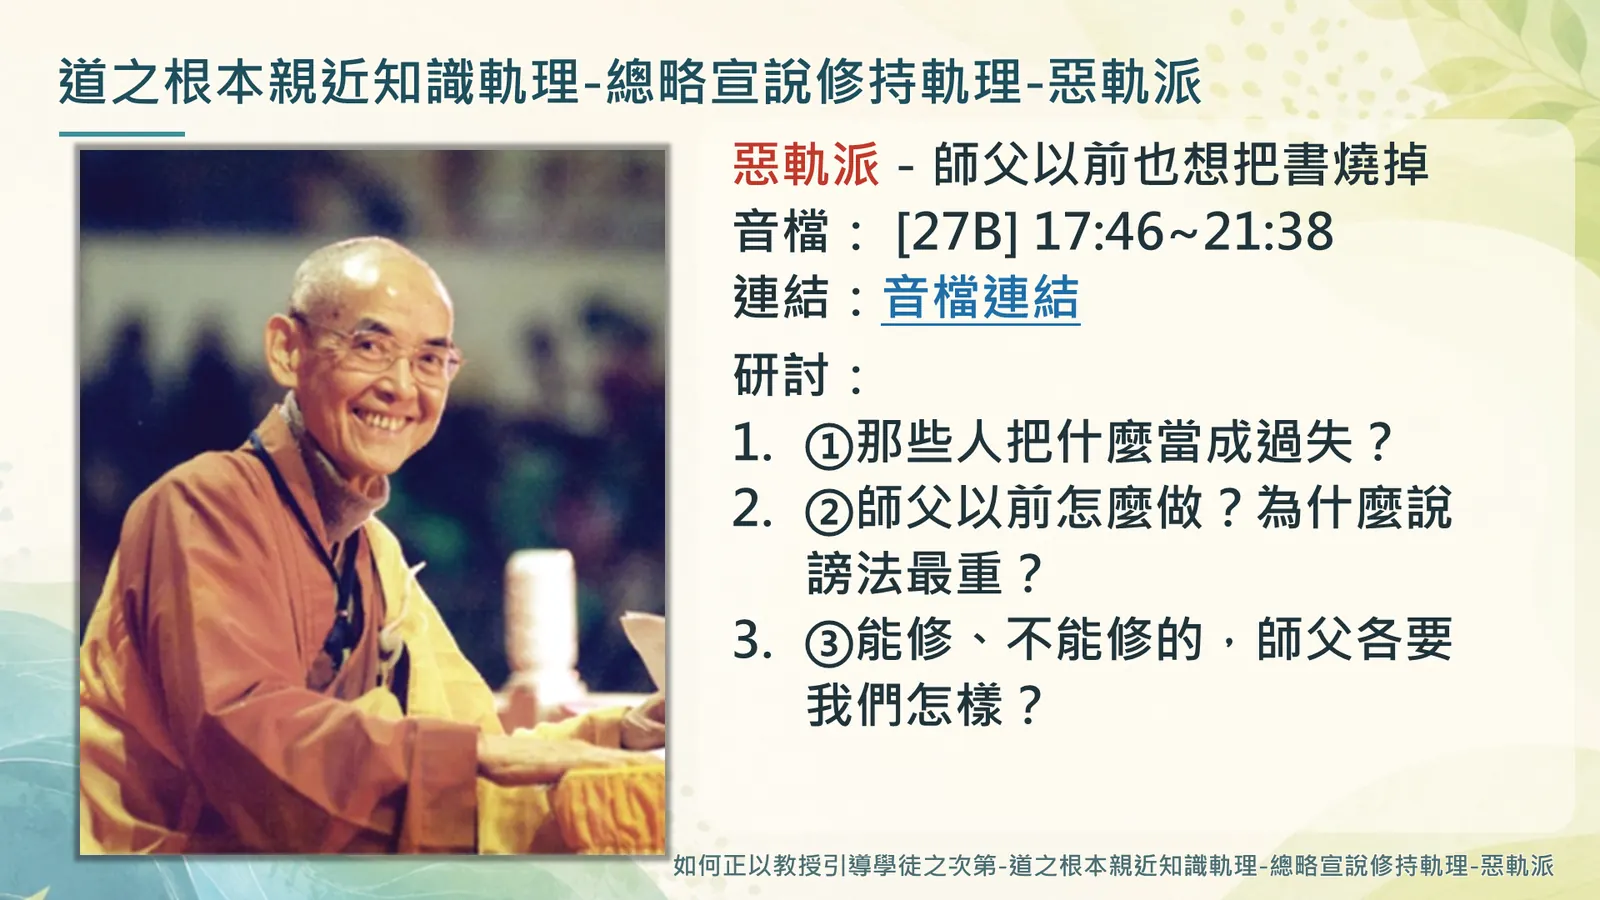 道之根本親近知識軌理-總略宣說修持軌理-惡軌派
惡軌派 - 師父以前也想把書燒掉
音檔： [27B] 17:46~21:38
連結：音檔連結
研討：
1. ①那些人把什麼當成過失？
2. ②師父以前怎麼做？為什麼說
謗法最重？
3. ③能修、不能修的，師父各要
我們怎樣？
如何正以教授引導學徒之次第-道之根本親近知識軌理-總略宣說修持軌理-惡軌派